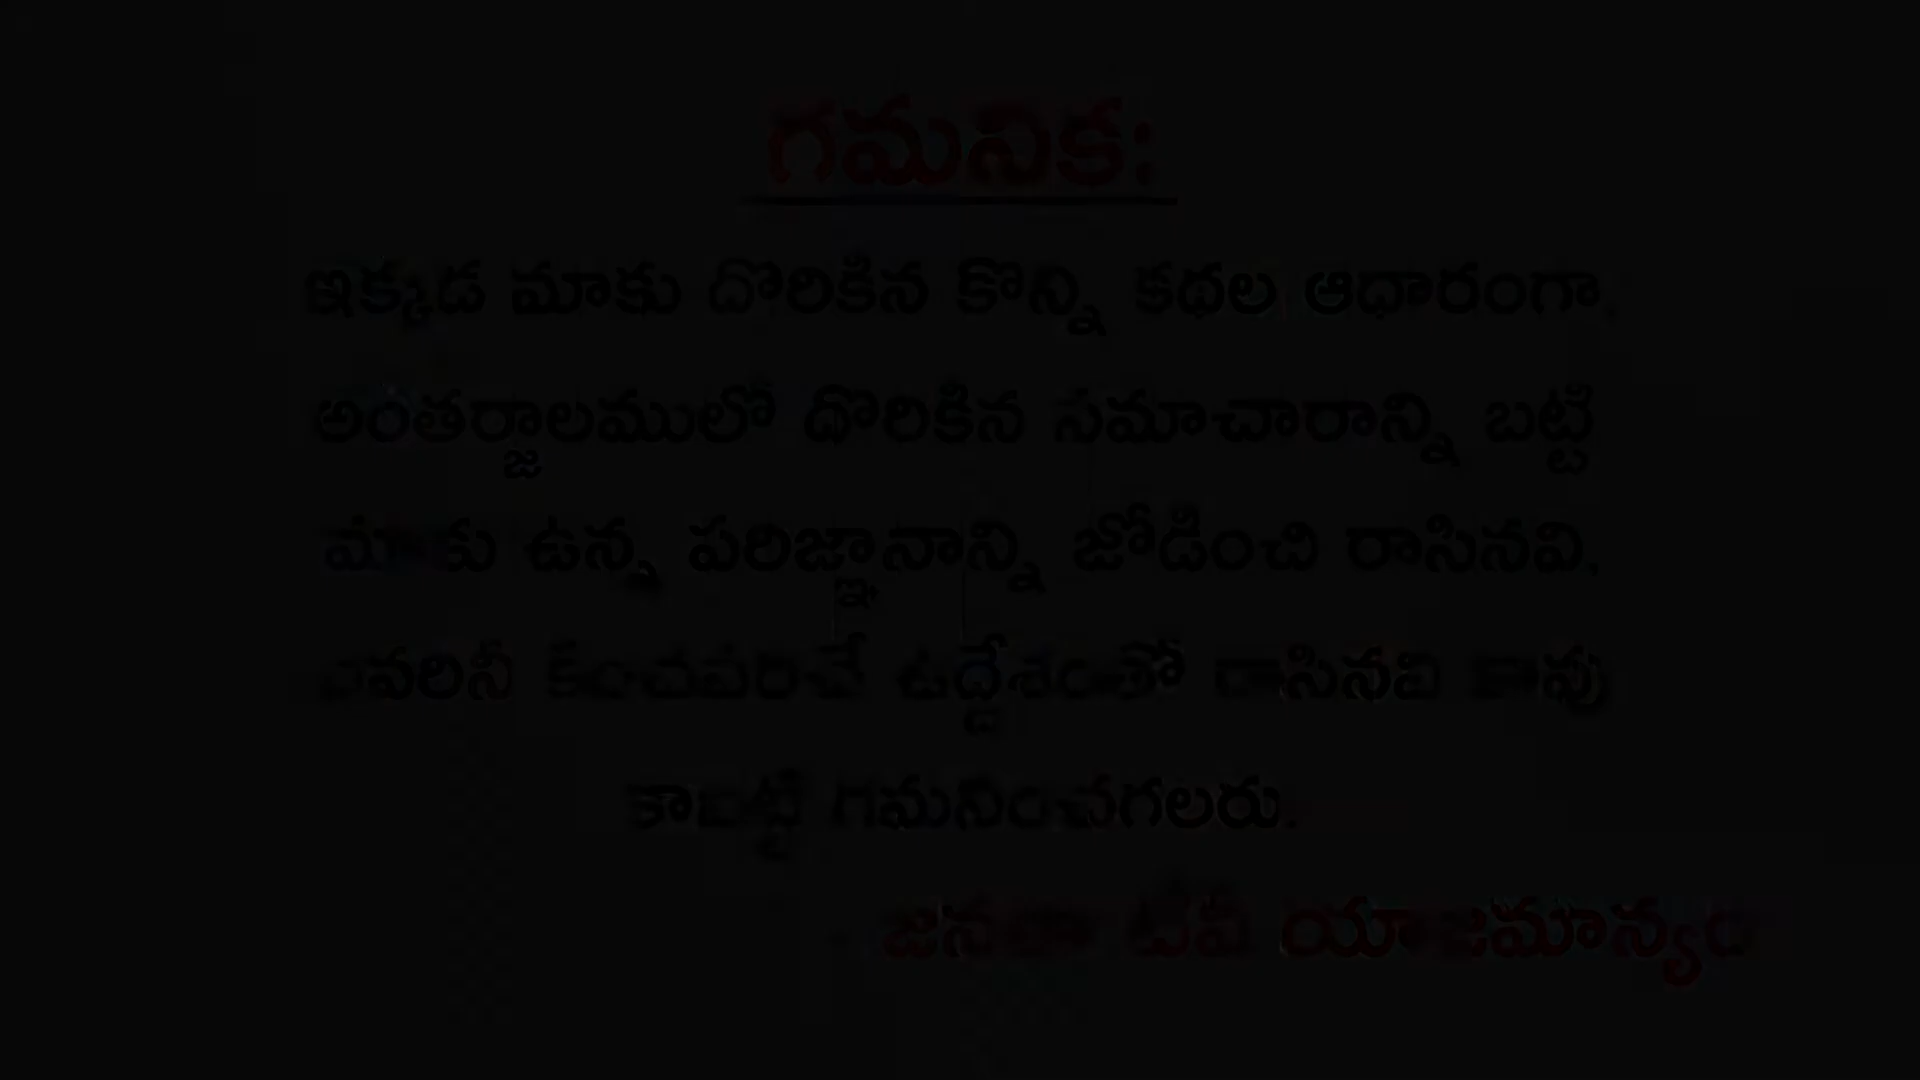 గమనిక:
ఇక్కడ మాకు దొరికిన కొన్ని కథల ఆధారంగా,
అంతర్జాలములో ధొరికిన సమాచారాన్ని బట్టి
మాకు ఉన్న పరిజ్ఞానాన్ని జోడించి రాసినవి.
ఎవరినీ కించపరిచే ఉద్దేశంతో రాసినవి కావు
కాబట్టి గమనించగలరు.
టీవీ యాజమాన్యం